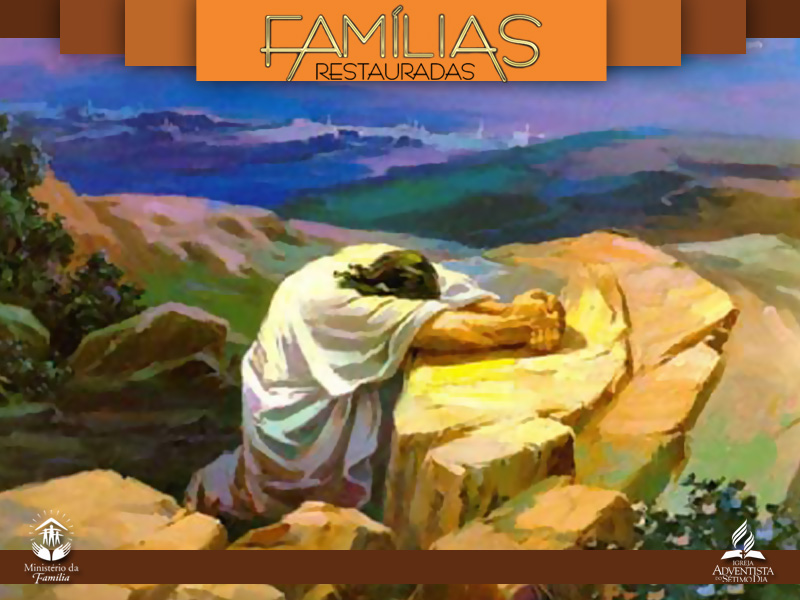 FAMÍLIAS
RESTAURADAS
Ministério da
Família
IGREJA
ADVENTISTA
DO SÉTIMO DIA